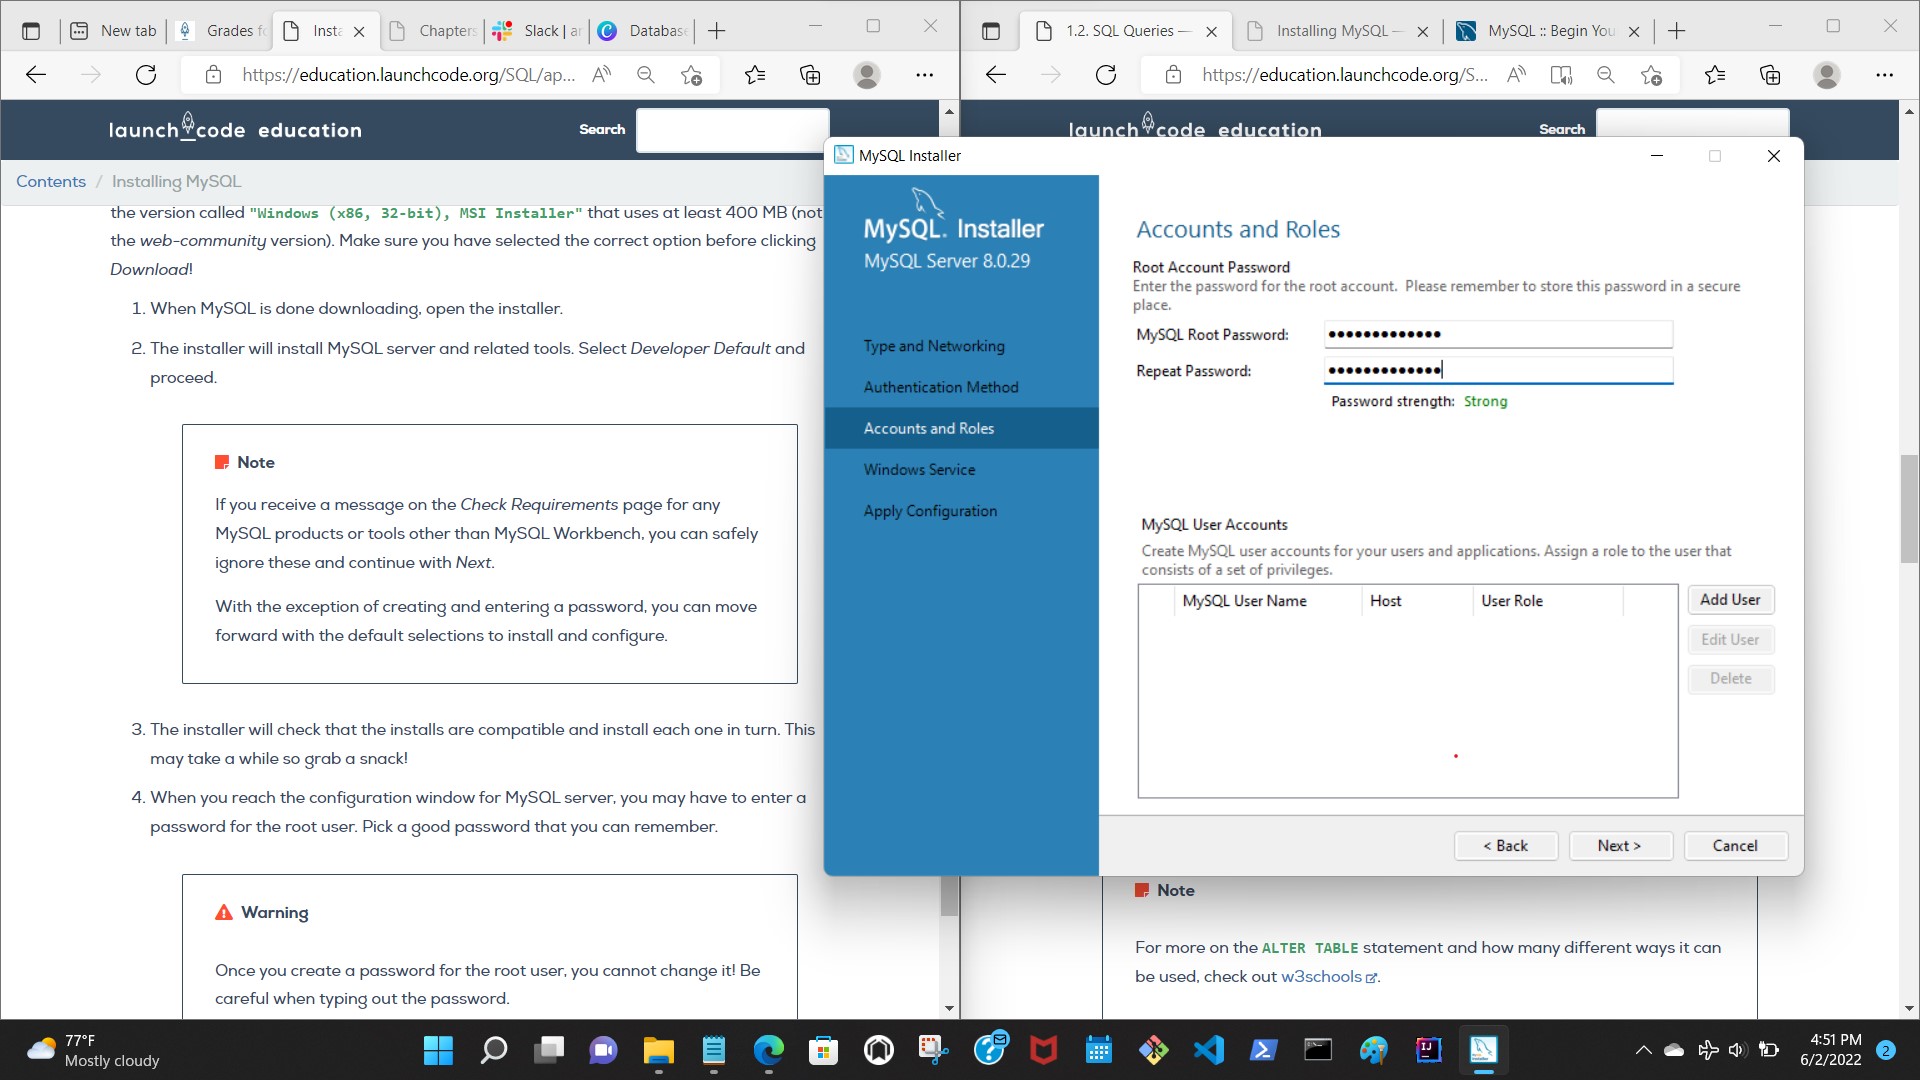 New tab
Grades fo
Insta
Chapters
Slack | ar
Database
https://education.launchcode.org/SQL/ap...
launch_code education
Search
Contents / Installing MySQL
the version called "Windows (x86, 32-bit), MSI Installer" that uses at least 400 MB (not
the web-community version). Make sure you have selected the correct option before clicking
Download!
1. When MySQL is done downloading, open the installer.
2. The installer will install MySQL server and related tools. Select Developer Default and
proceed.
Note
If you receive a message on the Check Requirements page for any
MySQL products or tools other than MySQL Workbench, you can safely
ignore these and continue with Next.
With the exception of creating and entering a password, you can move
forward with the default selections to install and configure.
3. The installer will check that the installs are compatible and install each one in turn. This
may take a while so grab a snack!
4. When you reach the configuration window for MySQL server, you may have to enter a
password for the root user. Pick a good password that you can remember.
Warning
Once you create a password for the root user, you cannot change it! Be
careful when typing out the password.
1.2. SQL Queries —
Installing MySQL —
MySQL :: Begin You
https://education.launchcode.org/S...
launch_code education
Search
MySQL Installer
MySQL. Installer
MySQL Server 8.0.29
Type and Networking
Authentication Method
Accounts and Roles
Windows Service
Apply Configuration
Accounts and Roles
Root Account Password
Enter the password for the root account. Please remember to store this password in a secure
place.
MySQL Root Password: •••••••••••••
Repeat Password: •••••••••••••
Password strength: Strong
MySQL User Accounts
Create MySQL user accounts for your users and applications. Assign a role to the user that
consists of a set of privileges.
MySQL User Name Host User Role
Add User
Edit User
Delete
< Back Next > Cancel
Note
For more on the ALTER TABLE statement and how many different ways it can
be used, check out w3schools.
77°F
Mostly cloudy
4:51 PM
6/2/2022
2